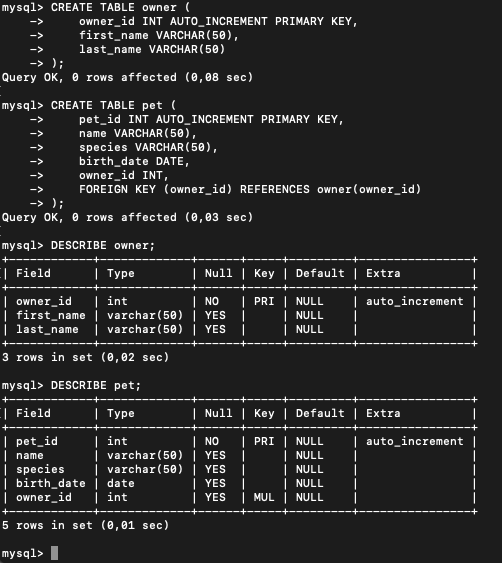 mysql> CREATE TABLE owner (
    ->     owner_id INT AUTO_INCREMENT PRIMARY KEY,
    ->     first_name VARCHAR(50),
    ->     last_name VARCHAR(50)
    -> );
Query OK, 0 rows affected (0,08 sec)
mysql> CREATE TABLE pet (
    ->     pet_id INT AUTO_INCREMENT PRIMARY KEY,
    ->     name VARCHAR(50),
    ->     species VARCHAR(50),
    ->     birth_date DATE,
    ->     owner_id INT,
    ->     FOREIGN KEY (owner_id) REFERENCES owner(owner_id)
    -> );
Query OK, 0 rows affected (0,03 sec)
mysql> DESCRIBE owner;
+------------+-------------+------+-----+---------+----------------+
| Field      | Type        | Null | Key | Default | Extra          |
+------------+-------------+------+-----+---------+----------------+
| owner_id   | int         | NO   | PRI | NULL    | auto_increment |
| first_name | varchar(50) | YES  |     | NULL    |                |
| last_name  | varchar(50) | YES  |     | NULL    |                |
+------------+-------------+------+-----+---------+----------------+
3 rows in set (0,02 sec)
mysql> DESCRIBE pet;
+------------+-------------+------+-----+---------+----------------+
| Field      | Type        | Null | Key | Default | Extra          |
+------------+-------------+------+-----+---------+----------------+
| pet_id     | int         | NO   | PRI | NULL    | auto_increment |
| name       | varchar(50) | YES  |     | NULL    |                |
| species    | varchar(50) | YES  |     | NULL    |                |
| birth_date | date        | YES  |     | NULL    |                |
| owner_id   | int         | YES  | MUL | NULL    |                |
+------------+-------------+------+-----+---------+----------------+
5 rows in set (0,01 sec)
mysql>